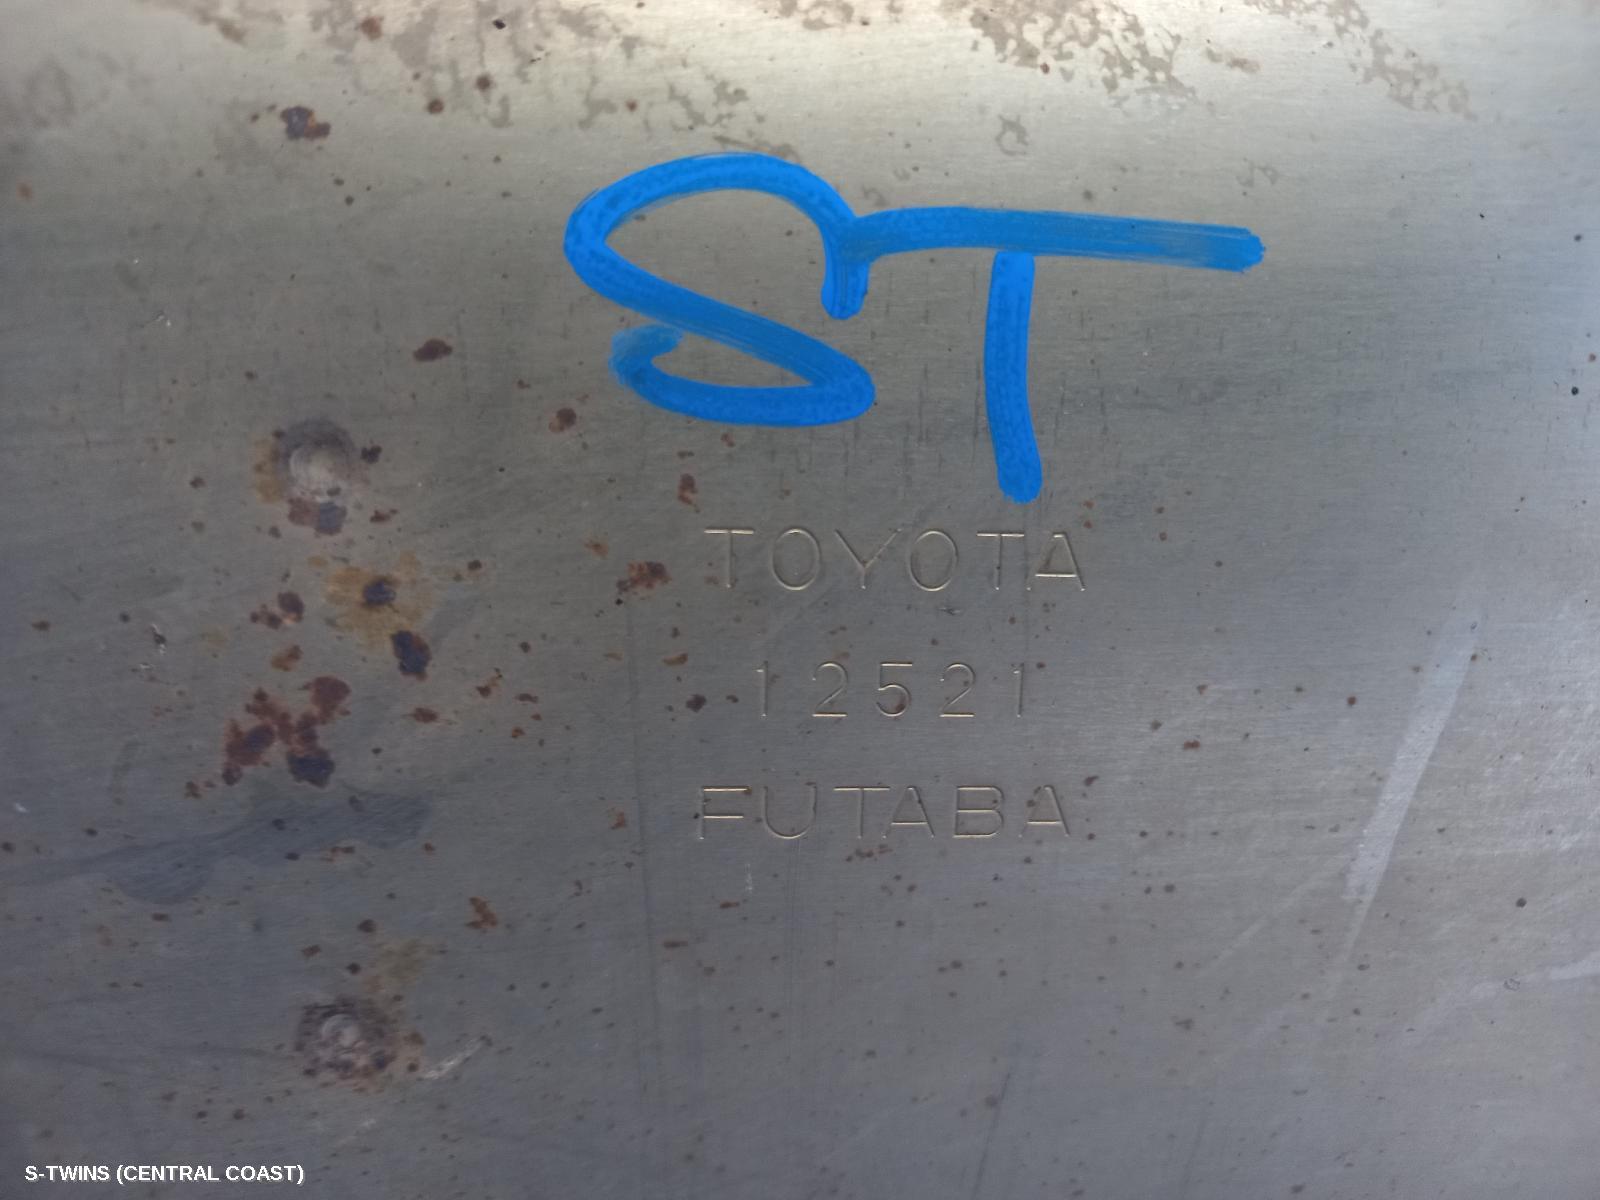 ST
TOYOTA
12521
FUTABA
S-TWINS (CENTRAL COAST)